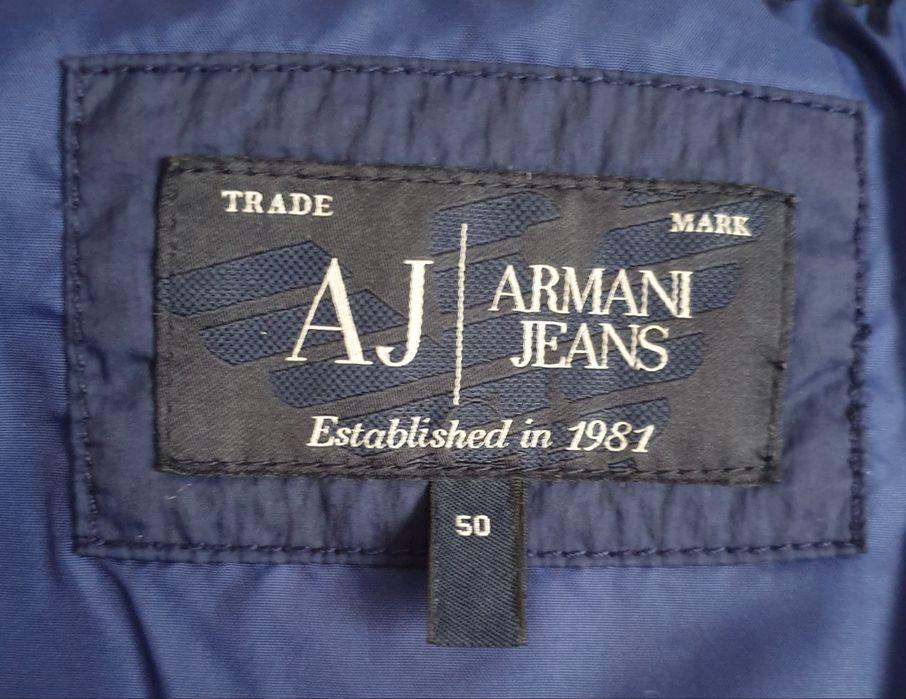 TRADE MARK
AJ
ARMANI
JEANS
Established in 1981
50